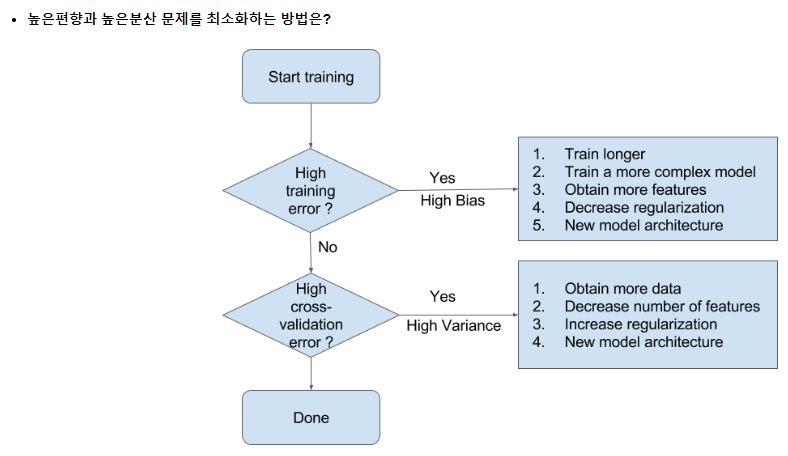 • 높은편향과 높은분산 문제를 최소화하는 방법은?
Start training
High
training
error ?
Yes
High Bias
1. Train longer
2. Train a more complex model
3. Obtain more features
4. Decrease regularization
5. New model architecture
No
High
cross-
validation
error ?
Yes
High Variance
1. Obtain more data
2. Decrease number of features
3. Increase regularization
4. New model architecture
Done